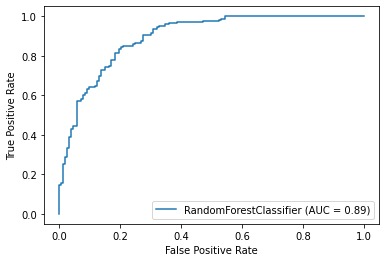 1.0
0.8
0.6
0.4
0.2
0.0
True Positive Rate
RandomForestClassifier (AUC = 0.89)
0.0 0.2 0.4 0.6 0.8 1.0
False Positive Rate